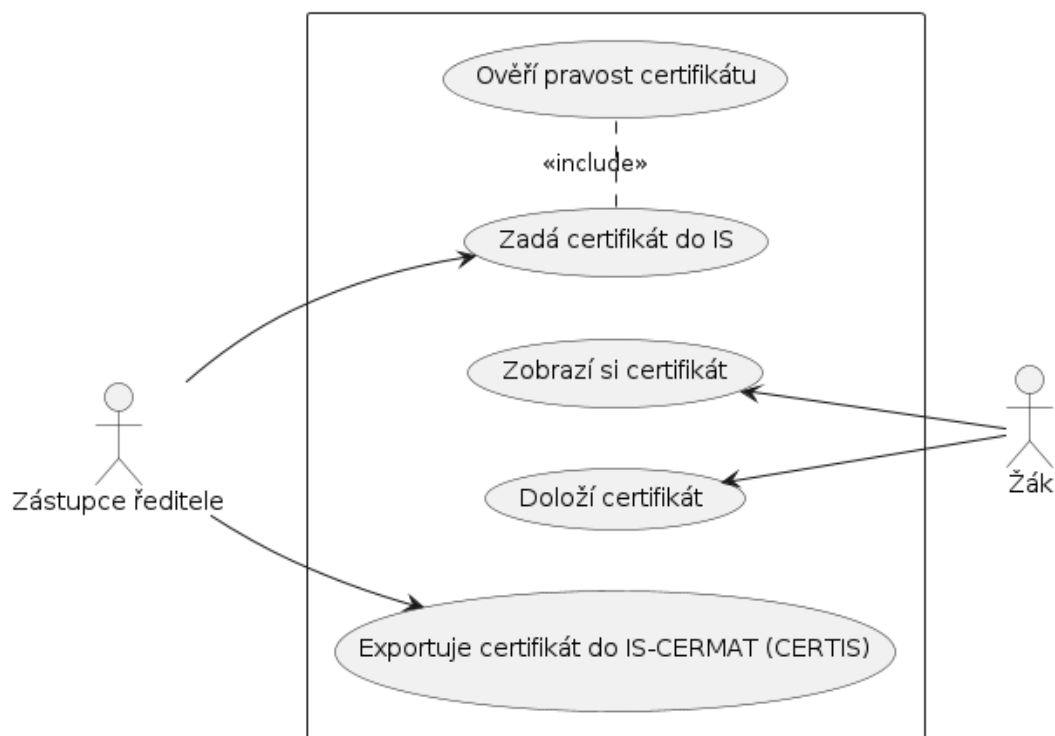 Ověří pravost certifikátu
«include»
Zadá certifikát do IS
Zobrazí si certifikát
Doloží certifikát
Zástupce ředitele
Žák
Exportuje certifikát do IS-CERMAT (CERTIS)